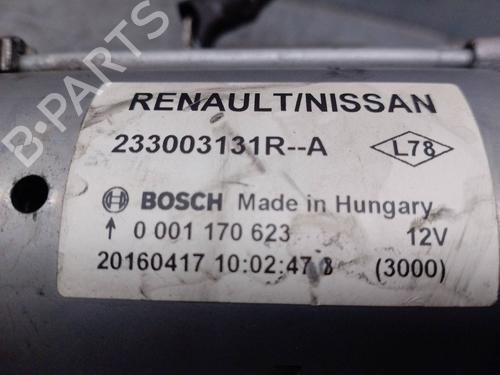 B-PARTS
RENAULT/NISSAN
233003131R--A
L78
BOSCH Made in Hungary
↑ 0 001 170 623 12V
20160417 10:02:47 (3000)